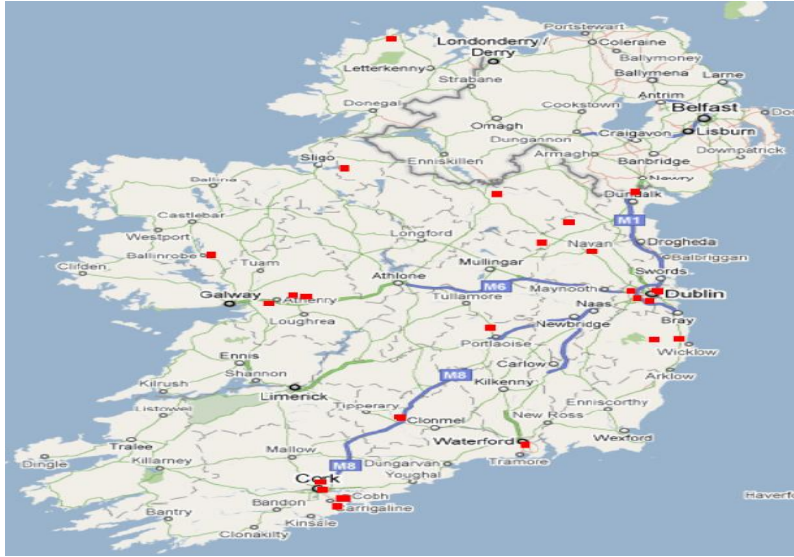 Portstewart
Londonderry /
Derry
Coleraine
Ballymoney
Letterkenny
Strabane
Ballymena
Larne
Donegal
Antrim
Cookstown
Belfast
Omagh
Dungannon
Craigavon
Lisburn
Enniskillen
Armagh
Banbridge
Downpatrick
Sligo
Newry
Ballina
Dundalk
Castlebar
M1
Westport
Longford
Navan
Drogheda
Ballinrobe
Balbriggan
Clifden
Tuam
Mullingar
Athlone
Swords
M6
Maynooth
Galway
Athenry
Tullamore
Dublin
Loughrea
Naas
Newbridge
Bray
Portlaoise
Ennis
Wicklow
Shannon
Carlow
M8
Arklow
Kilrush
Limerick
Kilkenny
Listowel
Tipperary
Enniscorthy
Clonmel
New Ross
Tralee
Waterford
Wexford
Dingle
Killarney
Mallow
Dungarvan
Tramore
M8
Youghal
Cork
Cobh
Bandon
Carrigaline
Bantry
Kinsale
Clonakilty